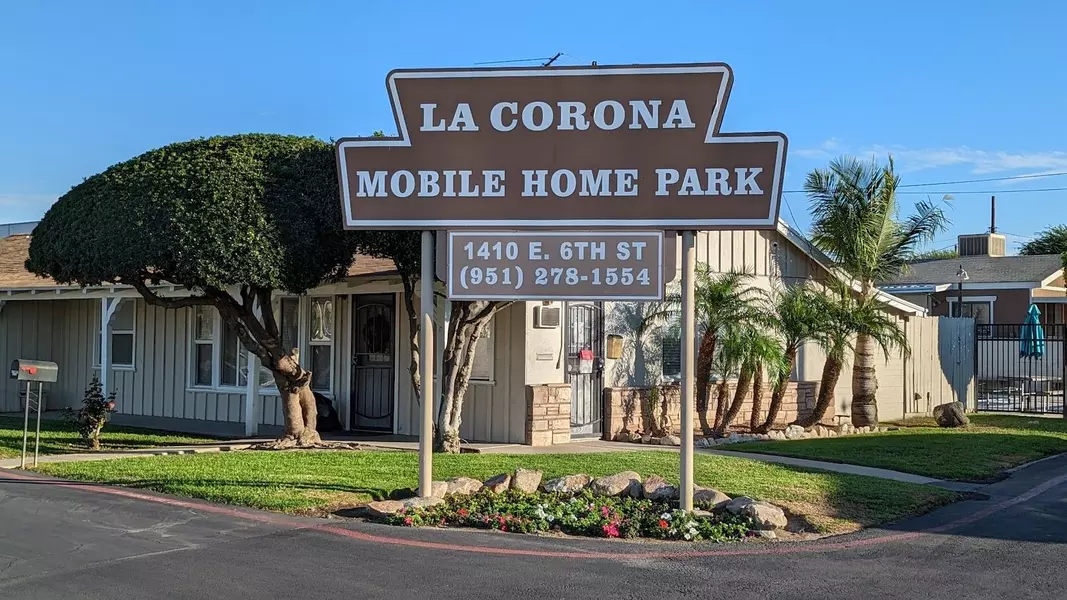 LA CORONA
MOBILE HOME PARK
1410 E. 6TH ST
(951) 278-1554